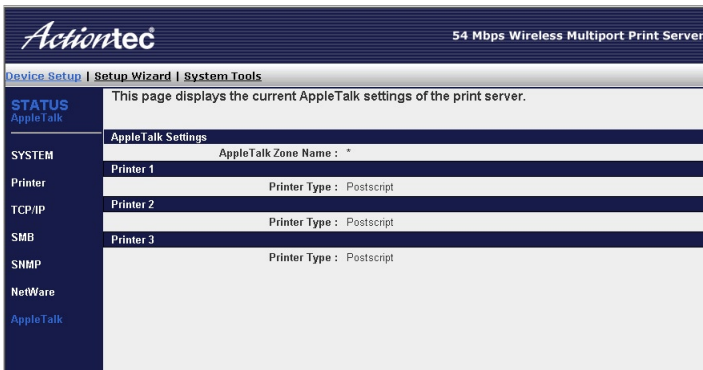 Actiontec
54 Mbps Wireless Multiport Print Server
Device Setup | Setup Wizard | System Tools
STATUS
AppleTalk
This page displays the current AppleTalk settings of the print server.
AppleTalk Settings
SYSTEM
AppleTalk Zone Name : *
Printer 1
Printer
Printer Type : Postscript
TCP/IP
Printer 2
Printer Type : Postscript
SMB
Printer 3
SNMP
Printer Type : Postscript
NetWare
AppleTalk